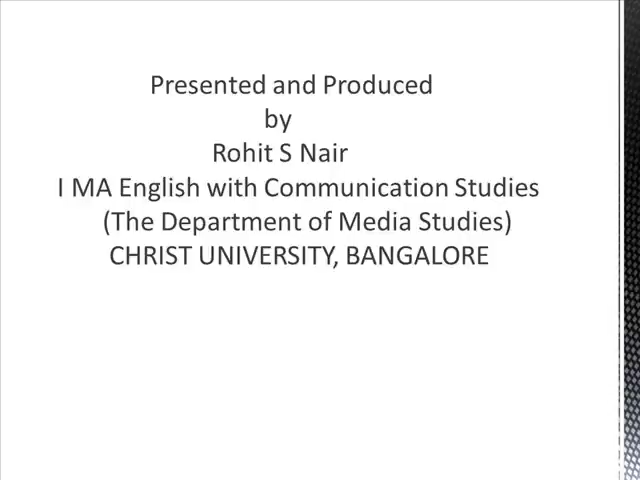 Presented and Produced
by
Rohit S Nair
I MA English with Communication Studies
(The Department of Media Studies)
CHRIST UNIVERSITY, BANGALORE